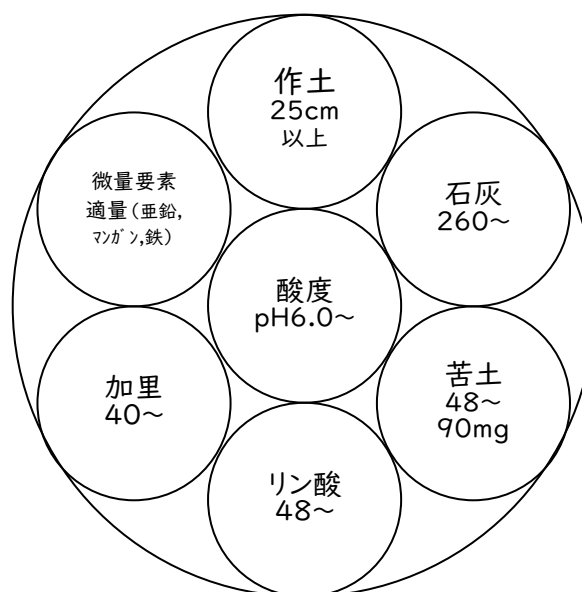 作土
25cm
以上
微量要素
適量(亜鉛,
マンガン,鉄)
石灰
260〜
酸度
pH6.0〜
加里
40〜
苦土
48〜
90mg
リン酸
48〜